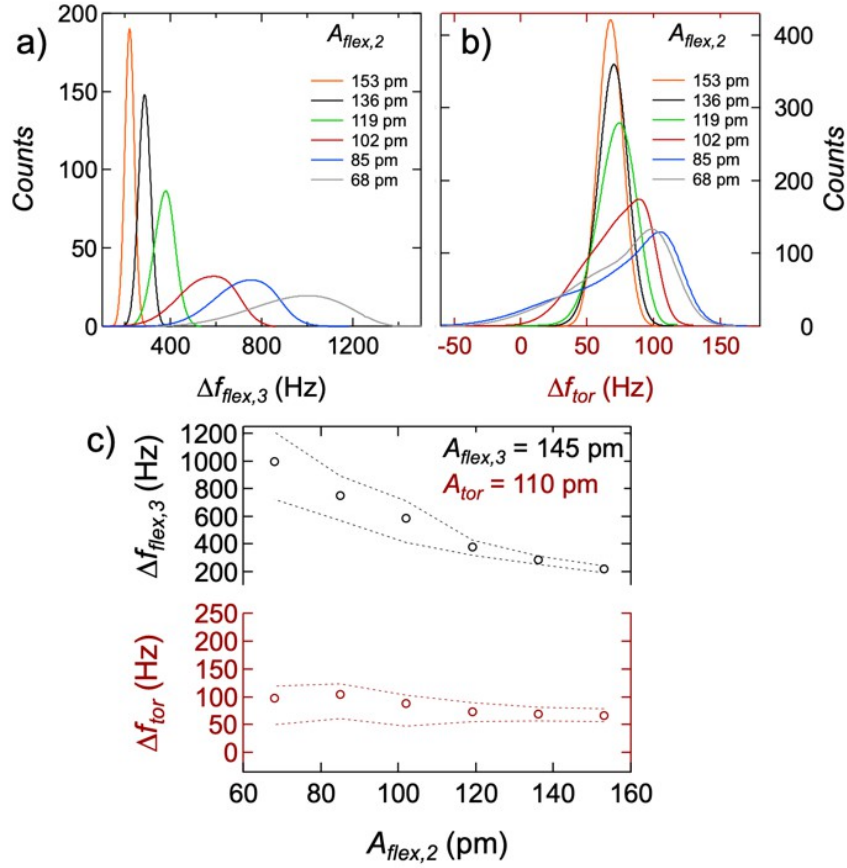 a)
A_flex,2
153 pm
136 pm
119 pm
102 pm
85 pm
68 pm
200
150
100
50
0
Counts
400 800 1200
Δf_flex,3 (Hz)
b)
A_flex,2
153 pm
136 pm
119 pm
102 pm
85 pm
68 pm
400
300
200
100
0
Counts
-50 0 50 100 150
Δf_tor (Hz)
c)
A_flex,3 = 145 pm
A_tor = 110 pm
1200
1000
800
600
400
200
Δf_flex,3 (Hz)
250
200
150
100
50
0
Δf_tor (Hz)
60 80 100 120 140 160
A_flex,2 (pm)